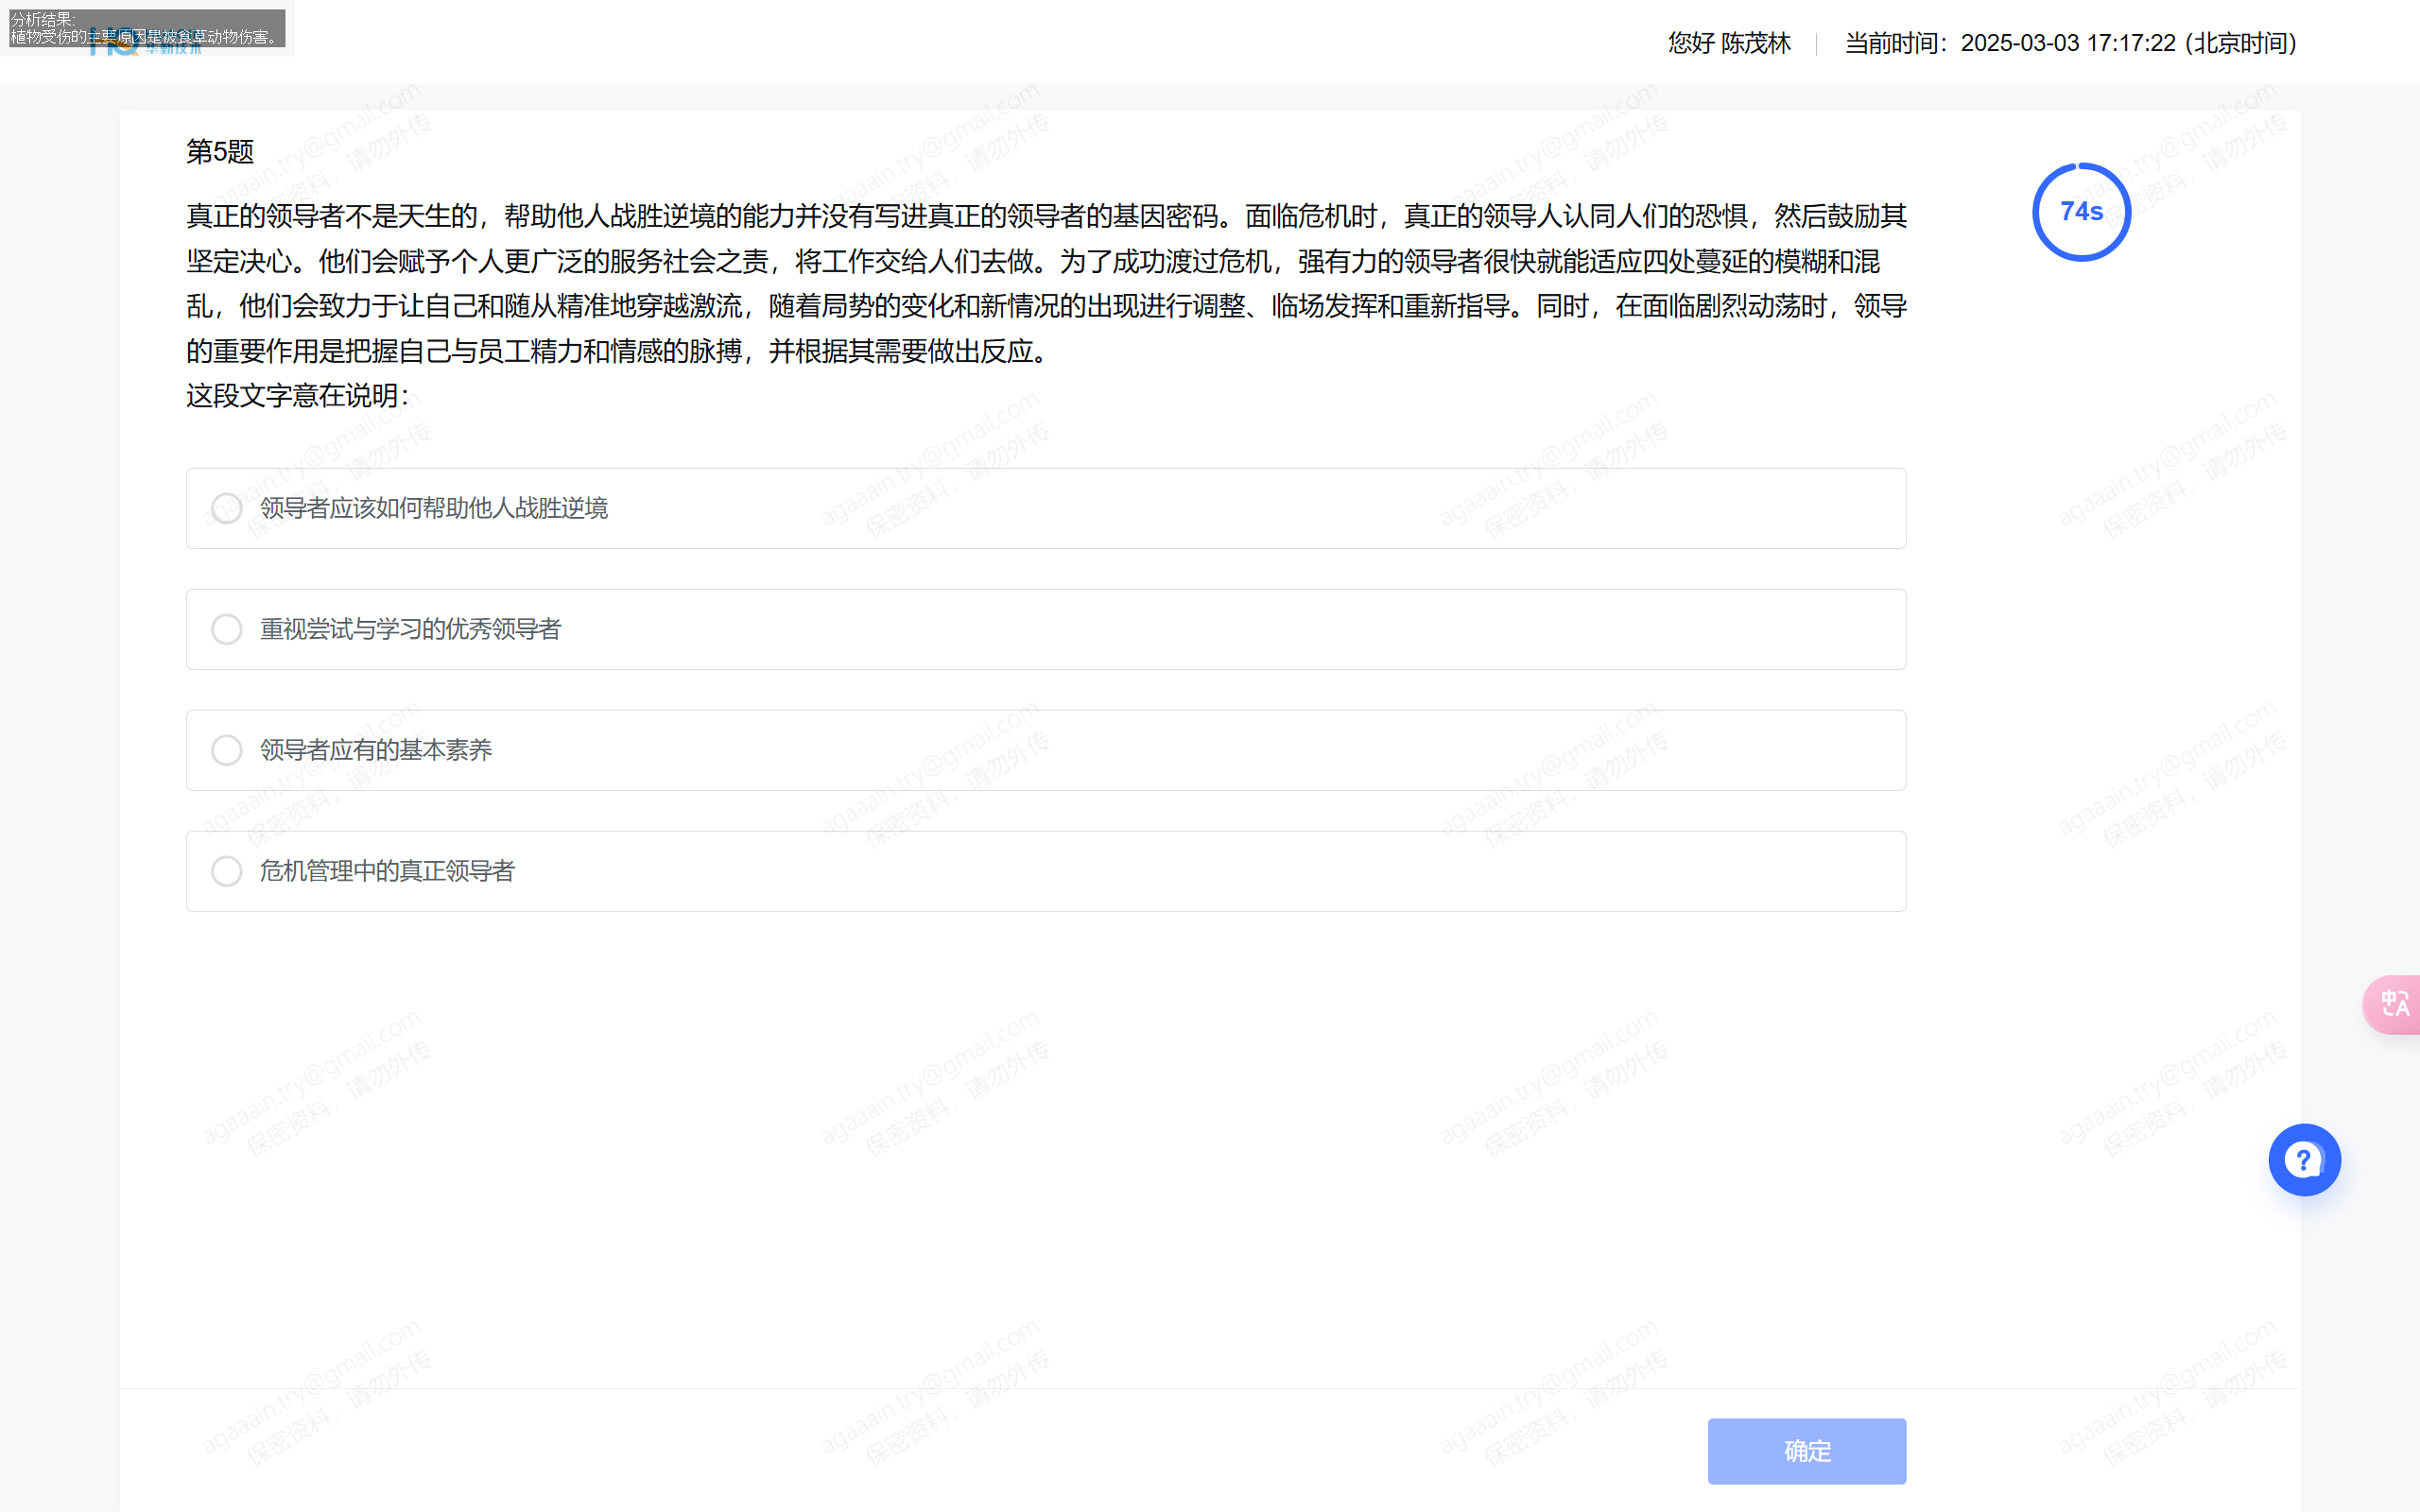 分析结果:
植物受伤的主要原因是被食草动物伤害。
您好 陈茂林
当前时间：2025-03-03 17:17:22 (北京时间)
第5题
74s
真正的领导者不是天生的，帮助他人战胜逆境的能力并没有写进真正的领导者的基因密码。面临危机时，真正的领导人认同人们的恐惧，然后鼓励其
坚定决心。他们会赋予个人更广泛的服务社会之责，将工作交给人们去做。为了成功渡过危机，强有力的领导者很快就能适应四处蔓延的模糊和混
乱，他们会致力于让自己和随从精准地穿越激流，随着局势的变化和新情况的出现进行调整、临场发挥和重新指导。同时，在面临剧烈动荡时，领导
的重要作用是把握自己与员工精力和情感的脉搏，并根据其需要做出反应。
这段文字意在说明：
领导者应该如何帮助他人战胜逆境
重视尝试与学习的优秀领导者
领导者应有的基本素养
危机管理中的真正领导者
确定
agaaain.try@gmail.com
保密资料，请勿外传